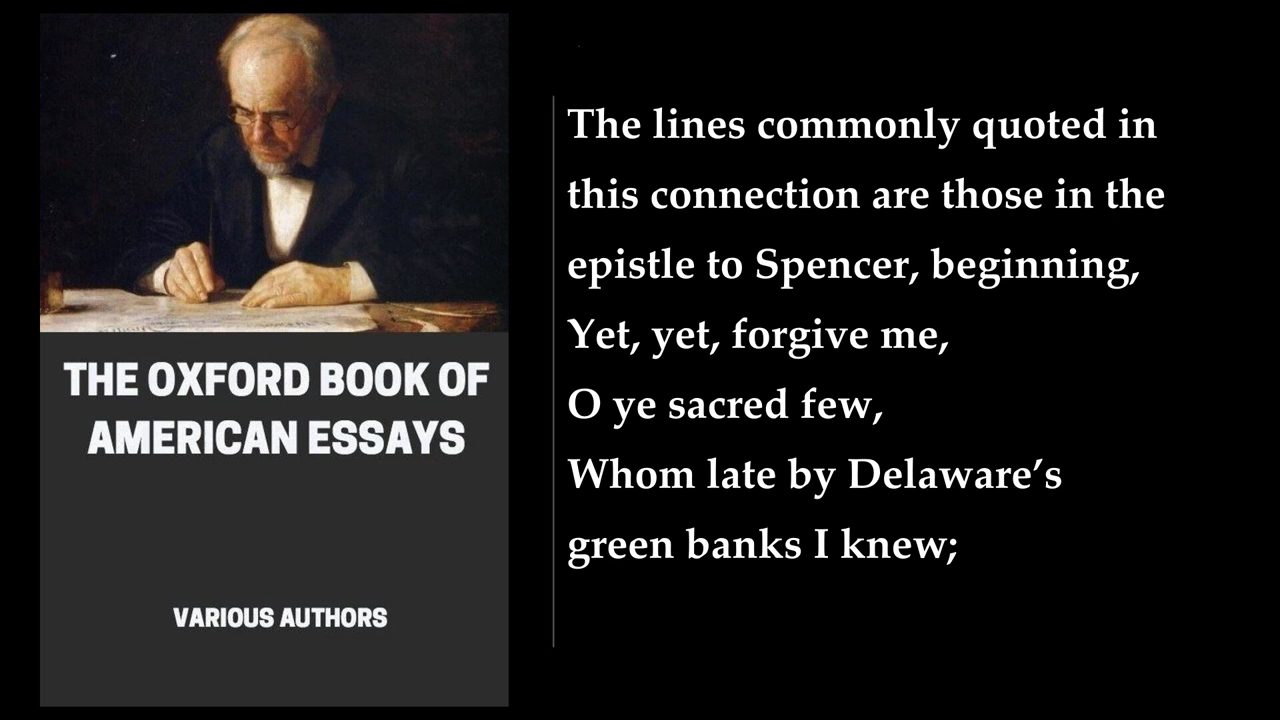 THE OXFORD BOOK OF
AMERICAN ESSAYS
VARIOUS AUTHORS
The lines commonly quoted in
this connection are those in the
epistle to Spencer, beginning,
Yet, yet, forgive me,
O ye sacred few,
Whom late by Delaware’s
green banks I knew;